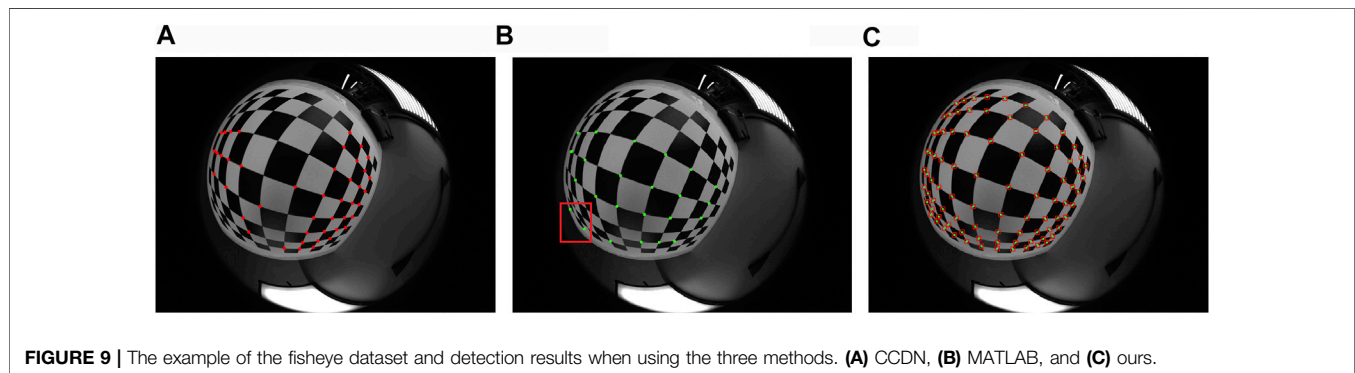 A
B
C
FIGURE 9 | The example of the fisheye dataset and detection results when using the three methods. (A) CCDN, (B) MATLAB, and (C) ours.